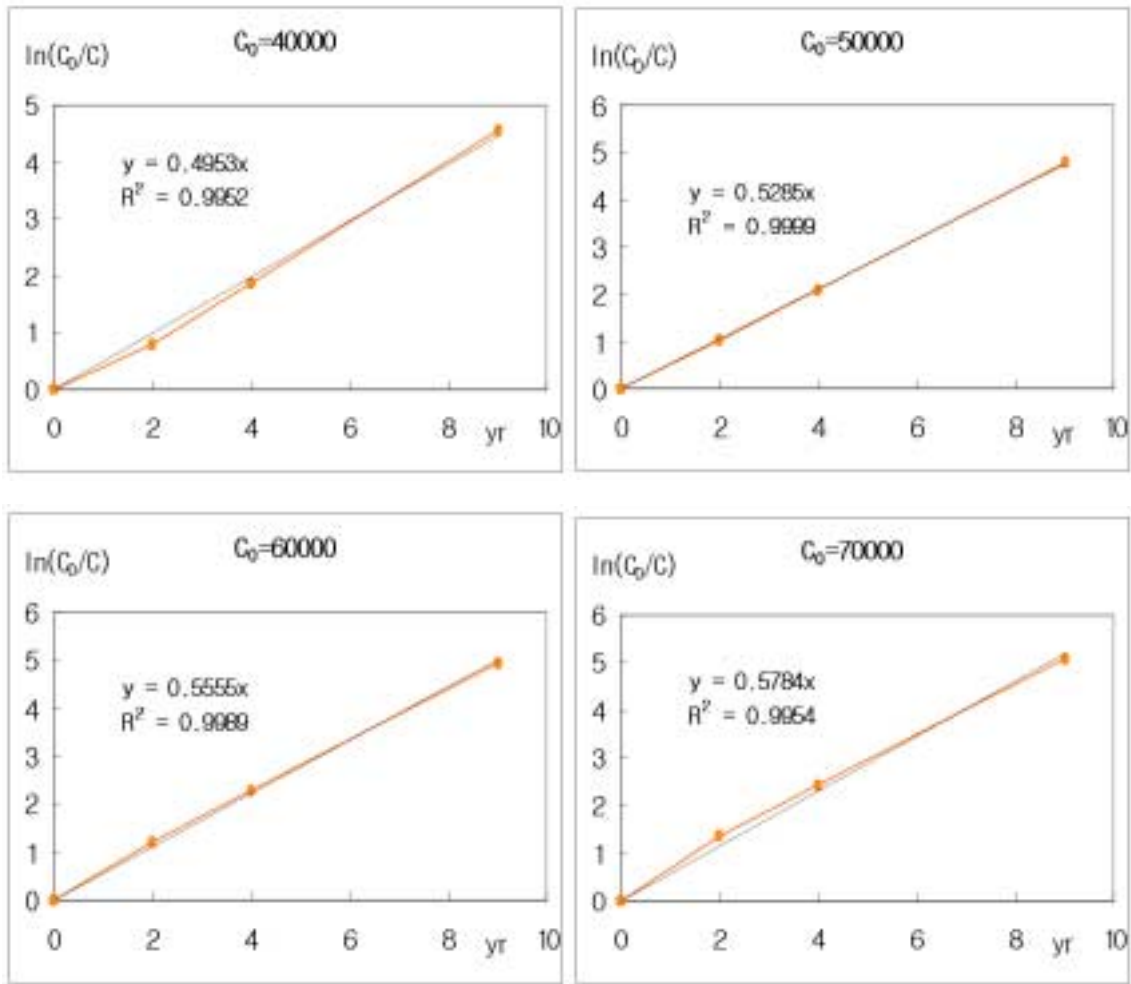 C₀=40000
ln(C₀/C)
y = 0.4953x
R² = 0.9952
5
4
3
2
1
0
0 2 4 6 8 yr 10
C₀=50000
ln(C₀/C)
y = 0.5285x
R² = 0.9999
6
5
4
3
2
1
0
0 2 4 6 8 yr 10
C₀=60000
ln(C₀/C)
y = 0.5555x
R² = 0.9989
6
5
4
3
2
1
0
0 2 4 6 8 yr 10
C₀=70000
ln(C₀/C)
y = 0.5784x
R² = 0.9954
6
5
4
3
2
1
0
0 2 4 6 8 yr 10